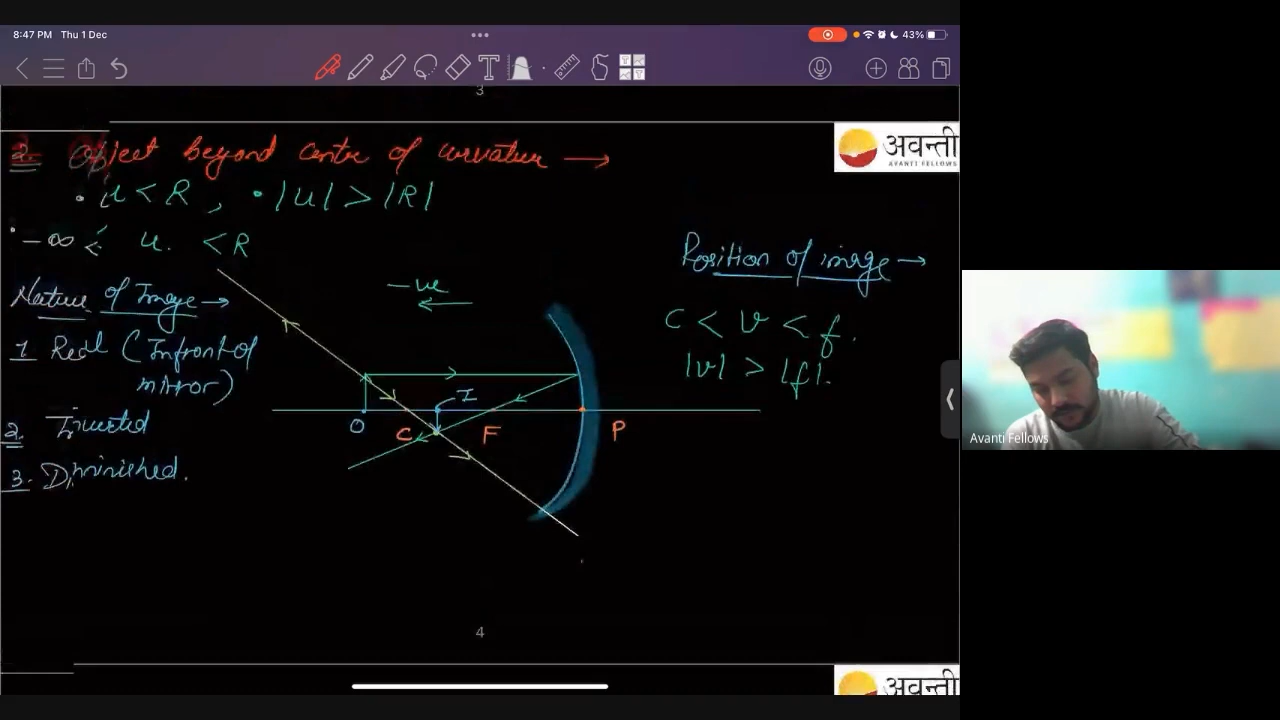 8:47 PM Thu 1 Dec
43%
3
2. Object beyond centre of curvature →
अवन्ती
AVANTI FELLOWS
• u < R , • |u| > |R|
• -∞ < u. < R
Position of image →
Nature of Image →
-ve
C < v < f.
1 Real (Infront of
mirror)
|v| > |f|.
I
O
C
F
P
2. Inverted
3. Diminished.
Avanti Fellows
4
अवन्ती